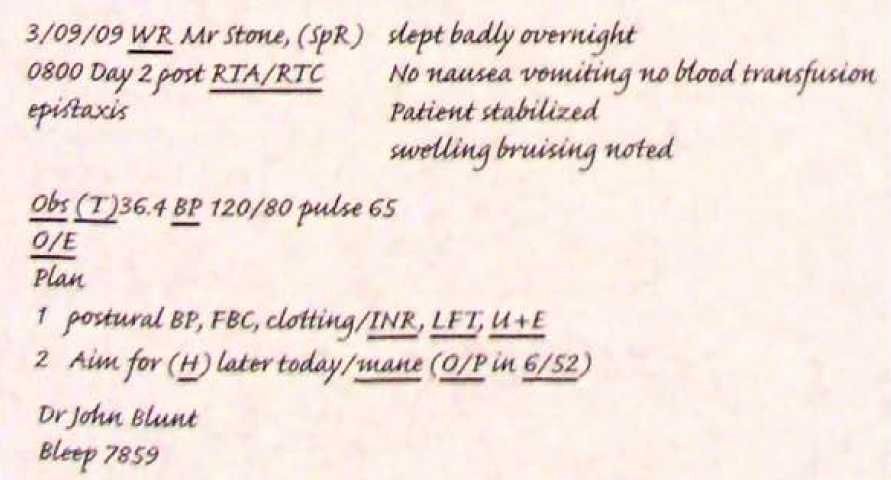 3/09/09 WR Mr Stone, (SpR) slept badly overnight
0800 Day 2 post RTA/RTC No nausea vomiting no blood transfusion
epistaxis Patient stabilized
swelling bruising noted
Obs (T)36.4 BP 120/80 pulse 65
O/E
Plan
1 postural BP, FBC, clotting/INR, LFT, U+E
2 Aim for (H) later today/mane (O/P in 6/52)
Dr John Blunt
Bleep 7859